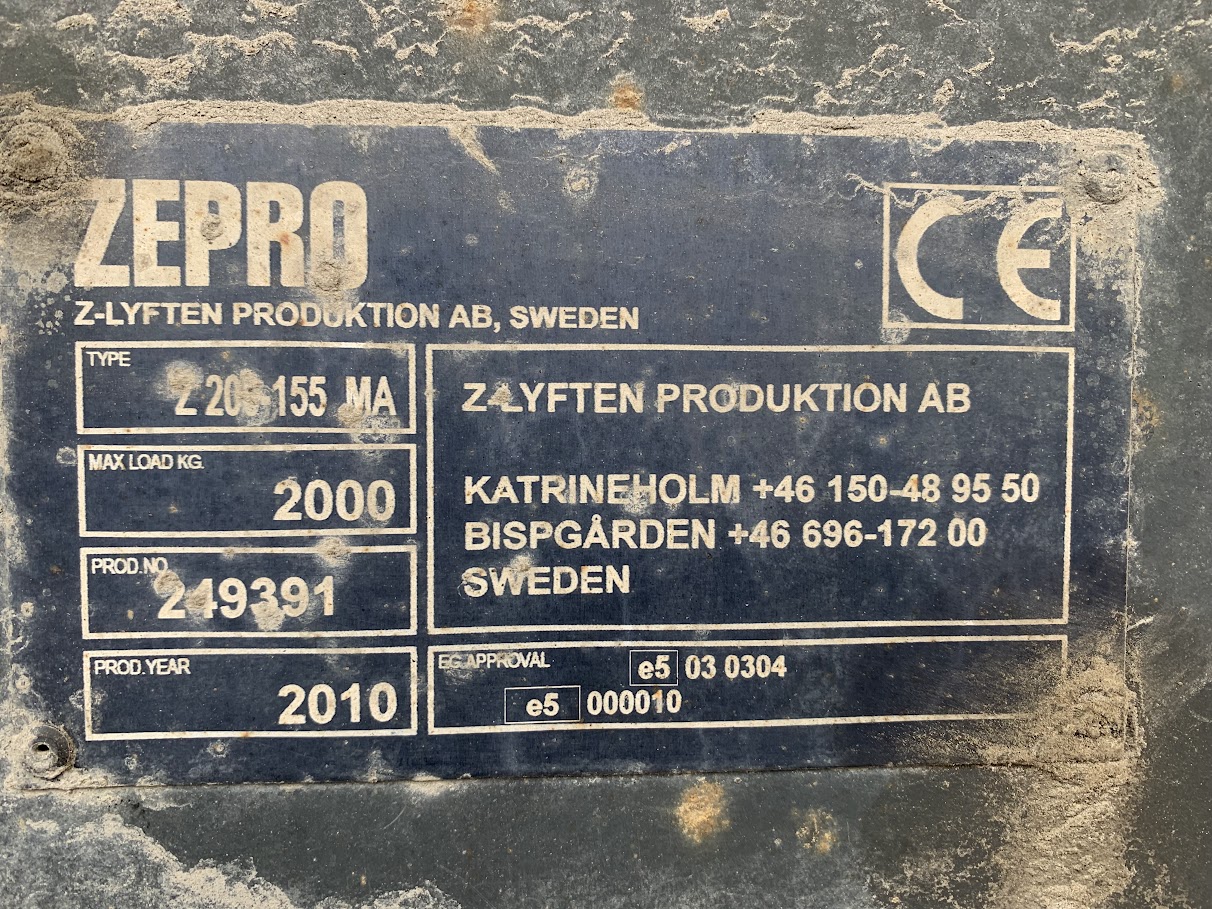 ZEPRO
CE
Z-LYFTEN PRODUKTION AB, SWEDEN
TYPE
Z 155 MA
MAX LOAD KG.
2000
PROD.NO.
249391
PROD.YEAR
2010
Z-LYFTEN PRODUKTION AB
KATRINEHOLM +46 150-48 95 50
BISPGÅRDEN +46 696-172 00
SWEDEN
EG.APPROVAL
e5 03 0304
e5 000010